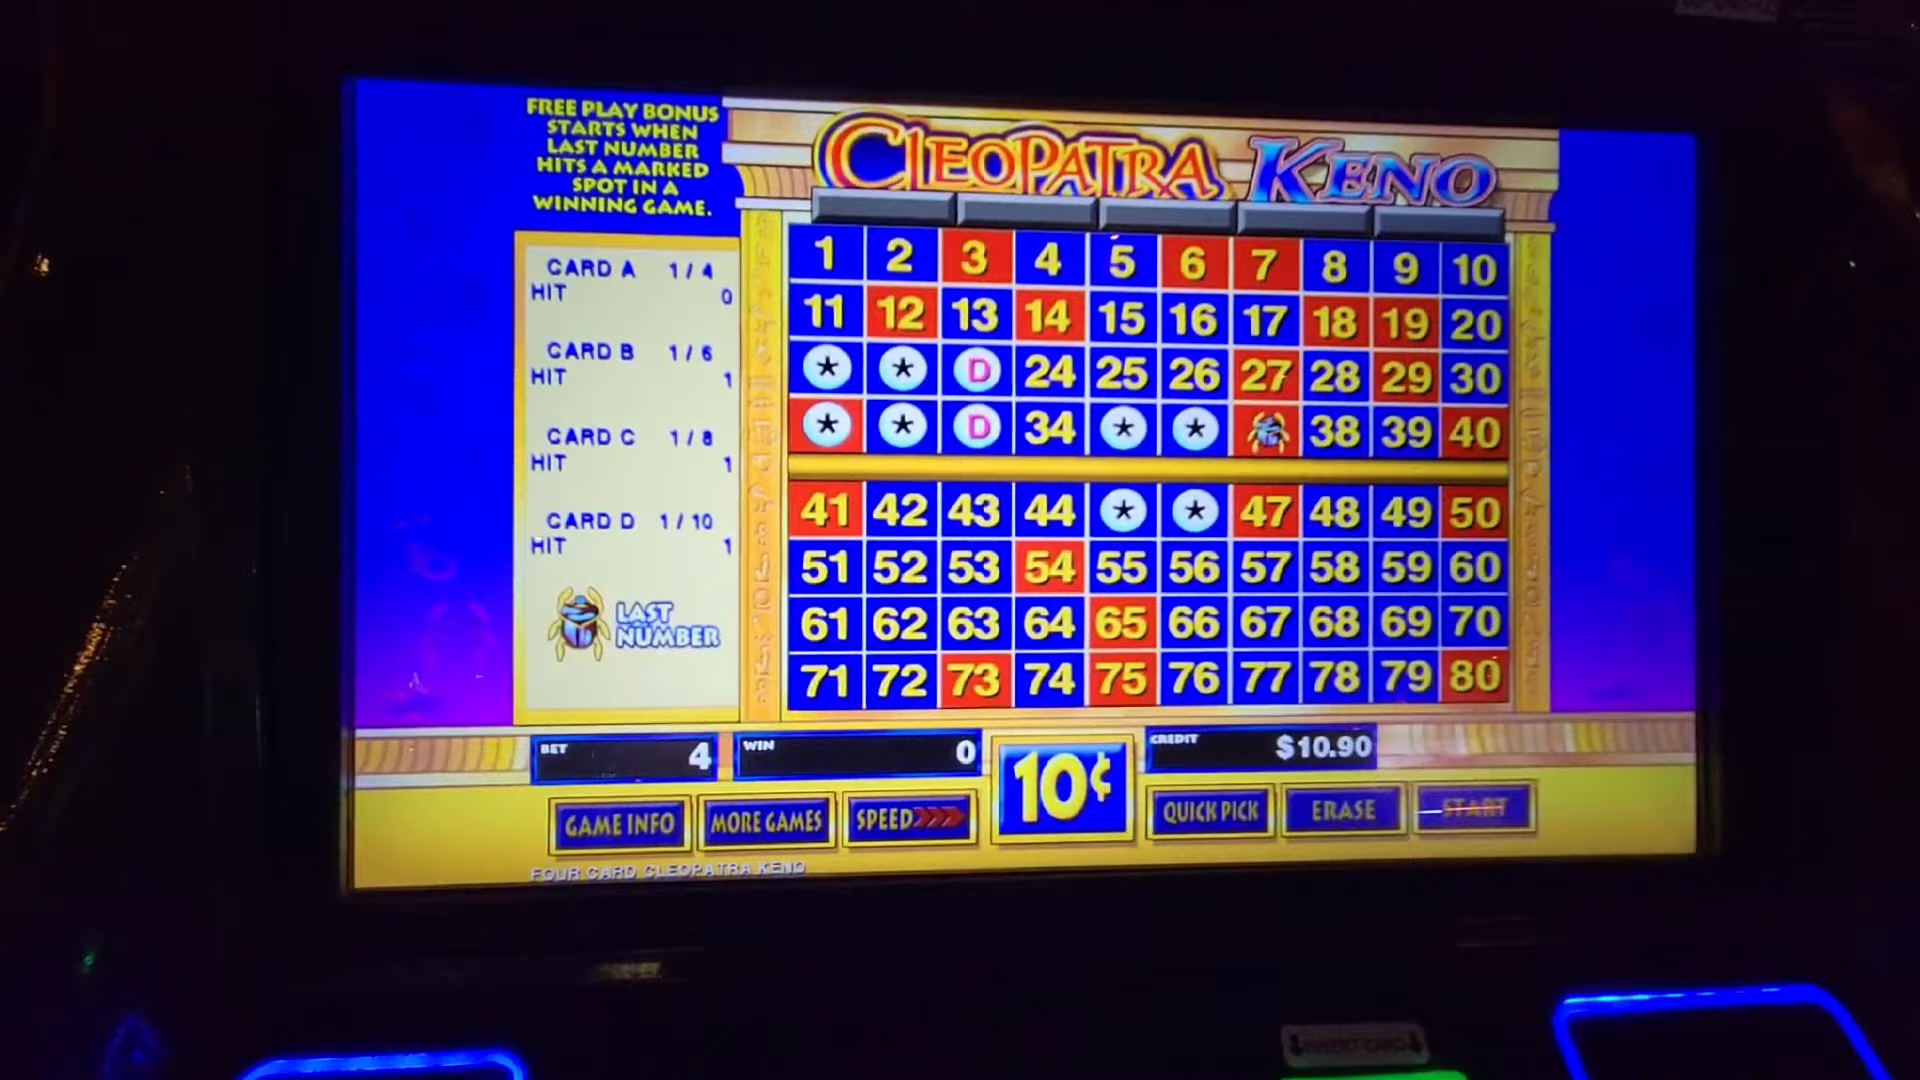 FREE PLAY BONUS
STARTS WHEN
LAST NUMBER
HITS A MARKED
SPOT IN A
WINNING GAME.
CLEOPATRA KENO
CARD A 1/4
HIT 0
CARD B 1/6
HIT 1
CARD C 1/8
HIT 1
CARD D 1/10
HIT 1
LAST
NUMBER
1 2 3 4 5 6 7 8 9 10
11 12 13 14 15 16 17 18 19 20
* * D 24 25 26 27 28 29 30
* * D 34 * * 38 39 40
41 42 43 44 * * 47 48 49 50
51 52 53 54 55 56 57 58 59 60
61 62 63 64 65 66 67 68 69 70
71 72 73 74 75 76 77 78 79 80
BET 4
WIN 0
10¢
CREDIT $10.90
GAME INFO
MORE GAMES
SPEED
QUICK PICK
ERASE
START
FOUR CARD CLEOPATRA KENO
INSERT CARD